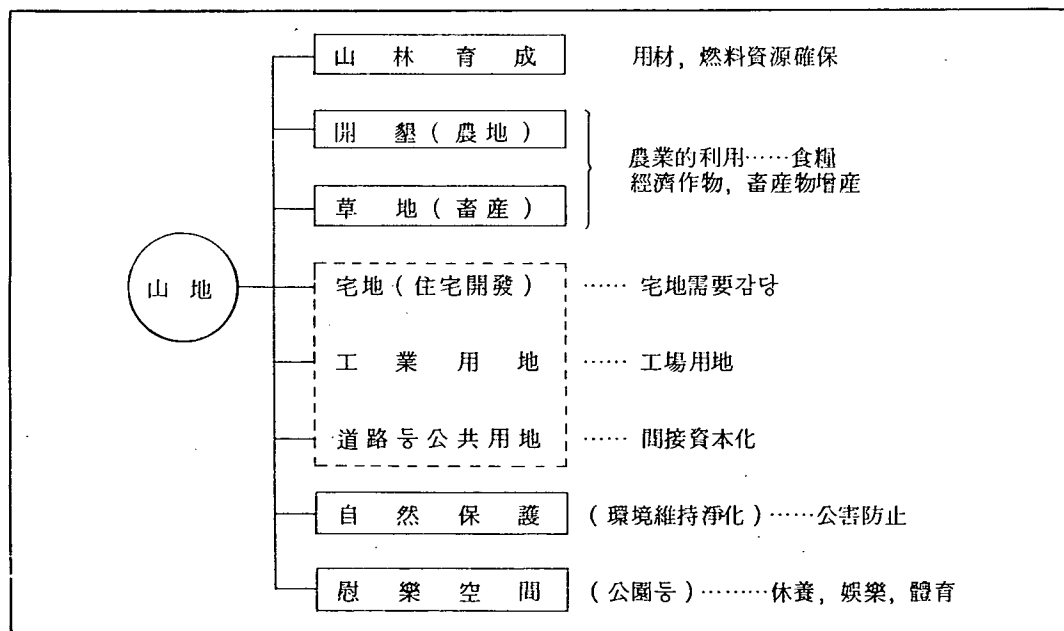 山林育成 用材, 燃料資源確保
開墾(農地)
農業的利用……食糧
經濟作物, 畜産物增産
草地(畜産)
山地
宅地(住宅開發) …… 宅地需要감당
工業用地 …… 工場用地
道路등公共用地 …… 間接資本化
自然保護 (環境維持淨化)……公害防止
慰樂空間 (公園등)………休養, 娛樂, 體育